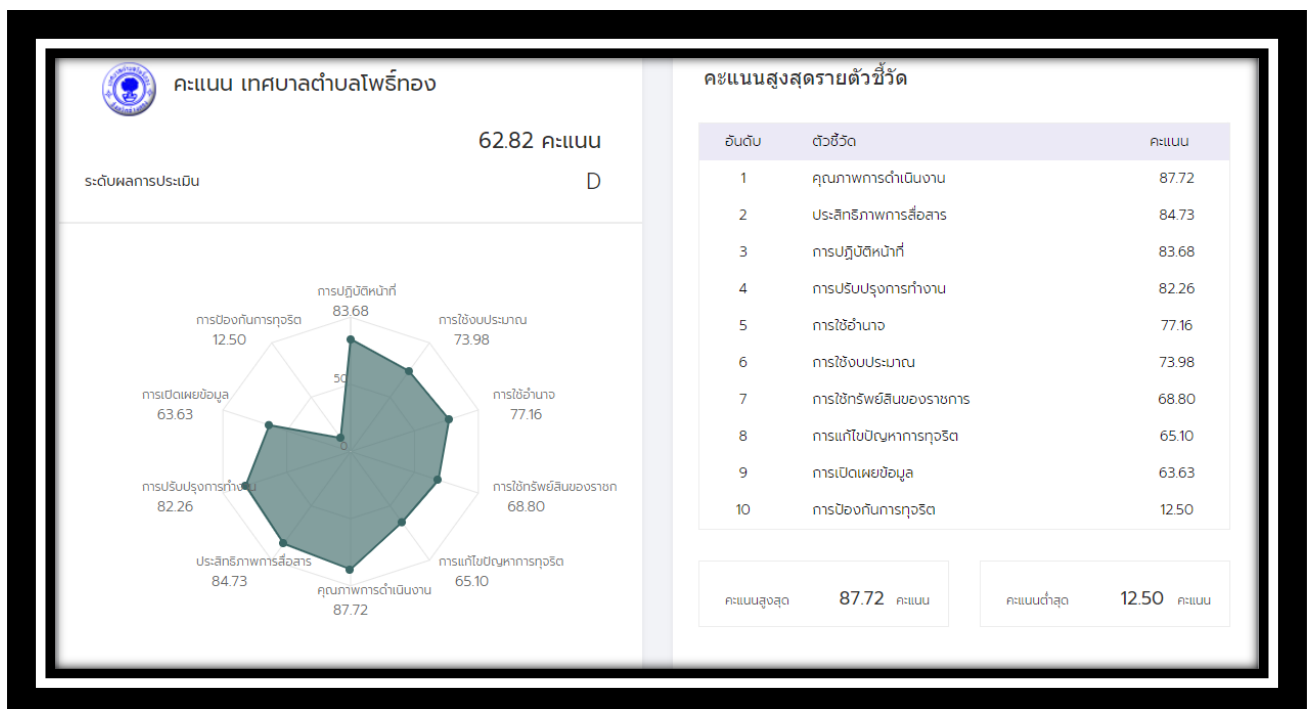 คะแนน เทศบาลตำบลโพธิ์ทอง
62.82 คะแนน
ระดับผลการประเมิน D
การปฏิบัติหน้าที่
83.68
การใช้งบประมาณ
73.98
การใช้อำนาจ
77.16
การใช้ทรัพย์สินของราชก
68.80
การแก้ไขปัญหาการทุจริต
65.10
คุณภาพการดำเนินงาน
87.72
ประสิทธิภาพการสื่อสาร
84.73
การปรับปรุงการทำงาน
82.26
การเปิดเผยข้อมูล
63.63
การป้องกันการทุจริต
12.50
50
0
คะแนนสูงสุดรายตัวชี้วัด
อันดับ ตัวชี้วัด คะแนน
1 คุณภาพการดำเนินงาน 87.72
2 ประสิทธิภาพการสื่อสาร 84.73
3 การปฏิบัติหน้าที่ 83.68
4 การปรับปรุงการทำงาน 82.26
5 การใช้อำนาจ 77.16
6 การใช้งบประมาณ 73.98
7 การใช้ทรัพย์สินของราชการ 68.80
8 การแก้ไขปัญหาการทุจริต 65.10
9 การเปิดเผยข้อมูล 63.63
10 การป้องกันการทุจริต 12.50
คะแนนสูงสุด 87.72 คะแนน
คะแนนต่ำสุด 12.50 คะแนน